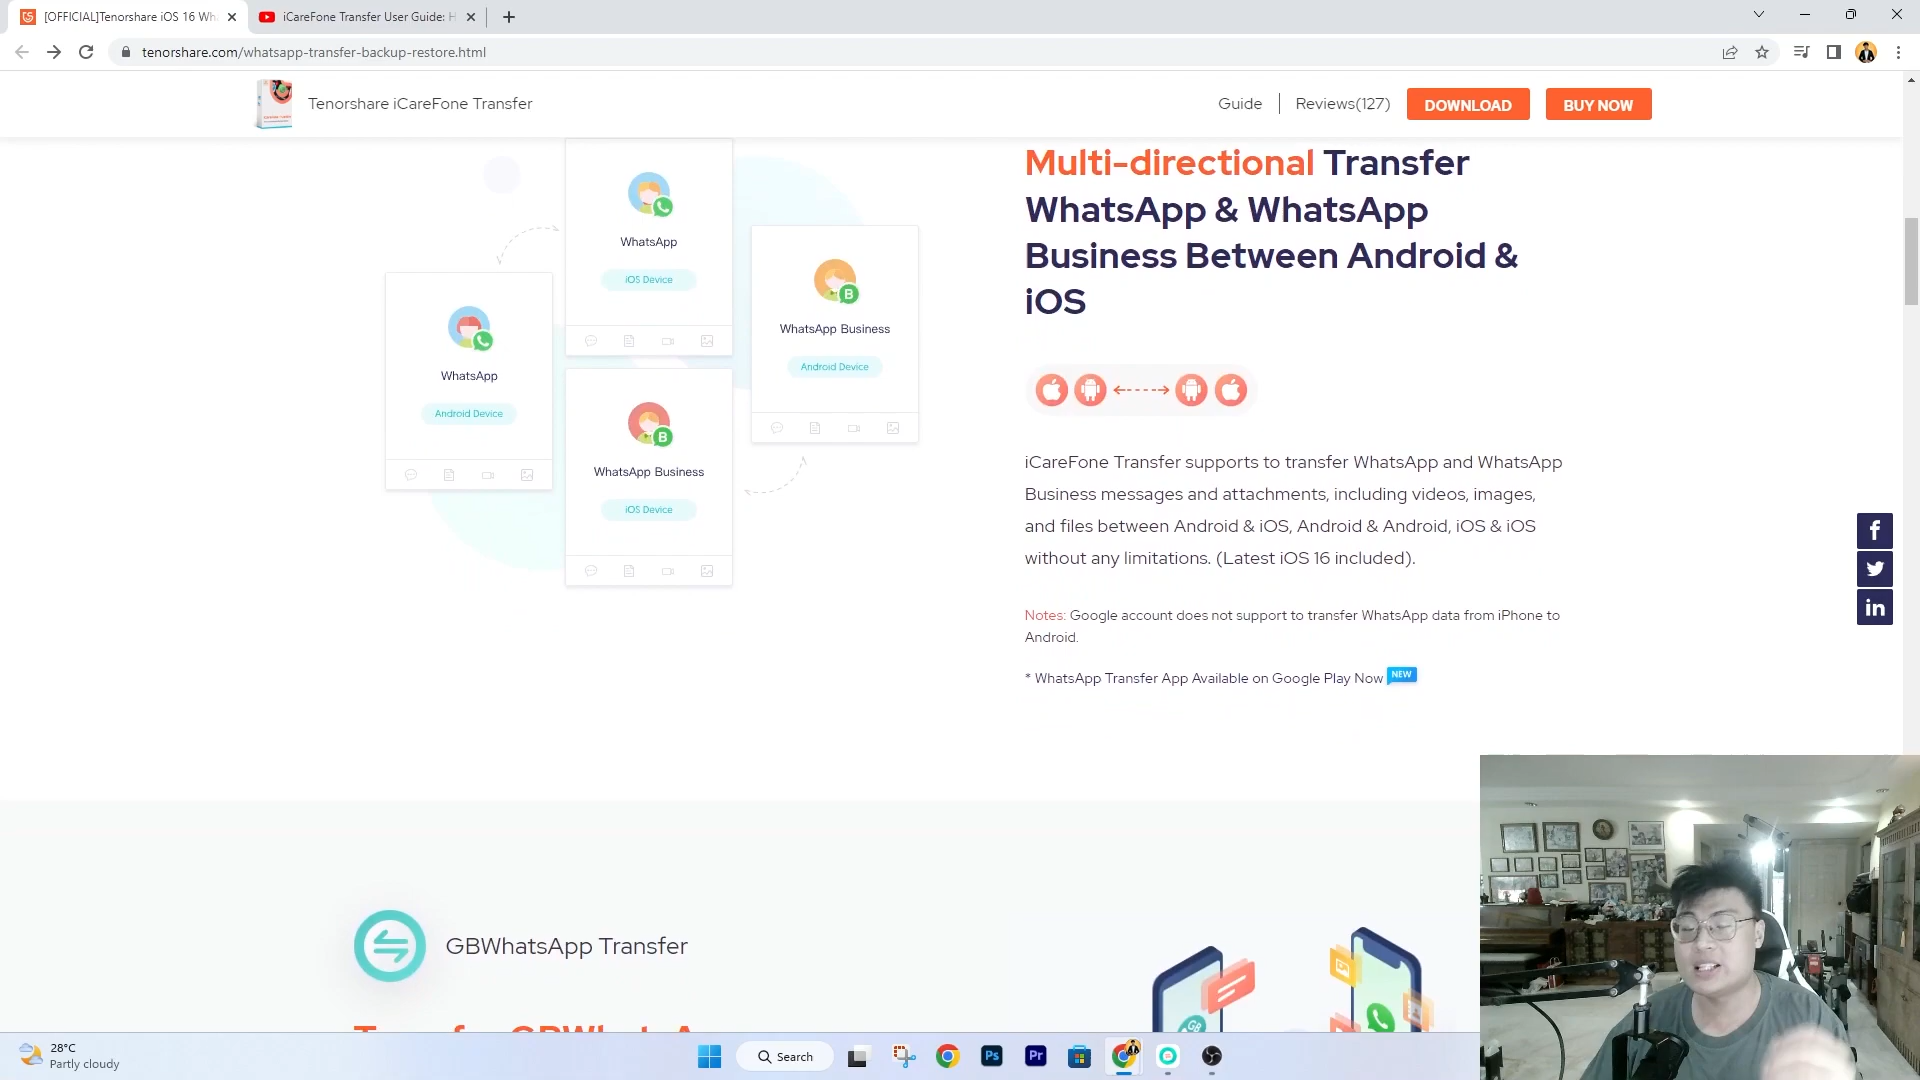 [OFFICIAL]Tenorshare iOS 16 Wha
iCareFone Transfer User Guide: H
tenorshare.com/whatsapp-transfer-backup-restore.html
Tenorshare iCareFone Transfer
Guide
Reviews(127)
DOWNLOAD
BUY NOW
WhatsApp
iOS Device
WhatsApp
Android Device
WhatsApp Business
Android Device
WhatsApp Business
iOS Device
Multi-directional Transfer
WhatsApp & WhatsApp
Business Between Android &
iOS
iCareFone Transfer supports to transfer WhatsApp and WhatsApp
Business messages and attachments, including videos, images,
and files between Android & iOS, Android & Android, iOS & iOS
without any limitations. (Latest iOS 16 included).
Notes: Google account does not support to transfer WhatsApp data from iPhone to
Android.
* WhatsApp Transfer App Available on Google Play Now NEW
GBWhatsApp Transfer
28°C
Partly cloudy
Search